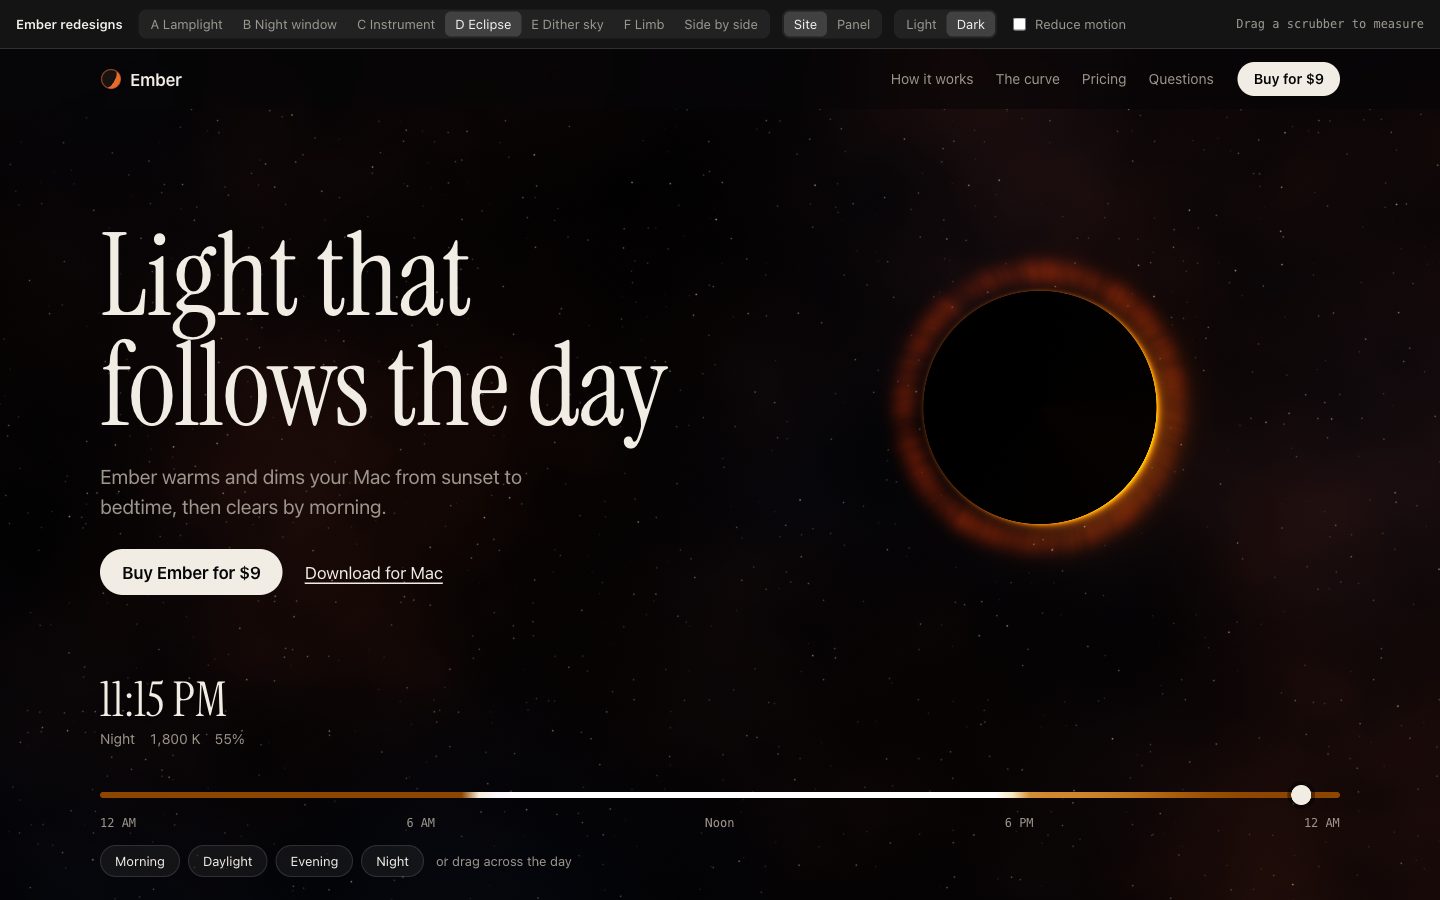 Ember redesigns A Lamplight B Night window C Instrument D Eclipse E Dither sky F Limb Side by side Site Panel Light Dark Reduce motion Drag a scrubber to measure
Ember How it works The curve Pricing Questions Buy for $9
Light that
follows the day
Ember warms and dims your Mac from sunset to
bedtime, then clears by morning.
Buy Ember for $9 Download for Mac
11:15 PM
Night 1,800 K 55%
12 AM 6 AM Noon 6 PM 12 AM
Morning Daylight Evening Night or drag across the day